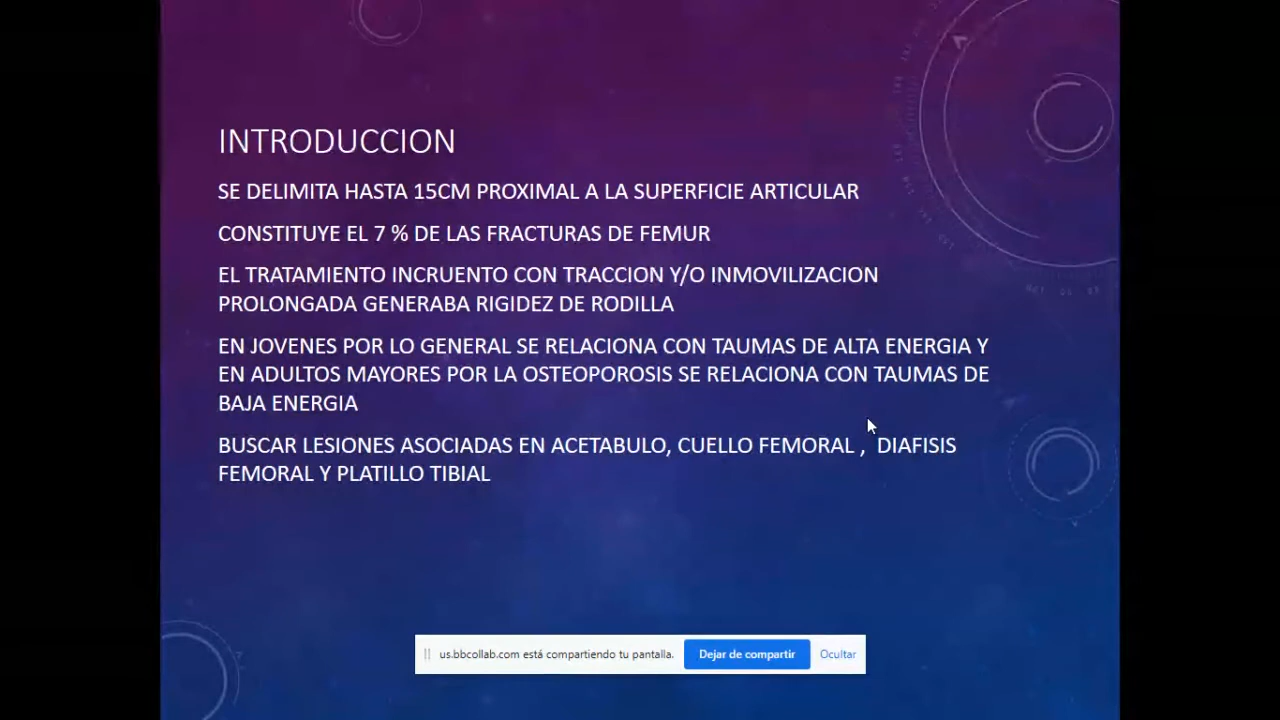 INTRODUCCION
SE DELIMITA HASTA 15CM PROXIMAL A LA SUPERFICIE ARTICULAR
CONSTITUYE EL 7 % DE LAS FRACTURAS DE FEMUR
EL TRATAMIENTO INCRUENTO CON TRACCION Y/O INMOVILIZACION
PROLONGADA GENERABA RIGIDEZ DE RODILLA
EN JOVENES POR LO GENERAL SE RELACIONA CON TAUMAS DE ALTA ENERGIA Y
EN ADULTOS MAYORES POR LA OSTEOPOROSIS SE RELACIONA CON TAUMAS DE
BAJA ENERGIA
BUSCAR LESIONES ASOCIADAS EN ACETABULO, CUELLO FEMORAL ,  DIAFISIS
FEMORAL Y PLATILLO TIBIAL
us.bbcollab.com está compartiendo tu pantalla. Dejar de compartir Ocultar